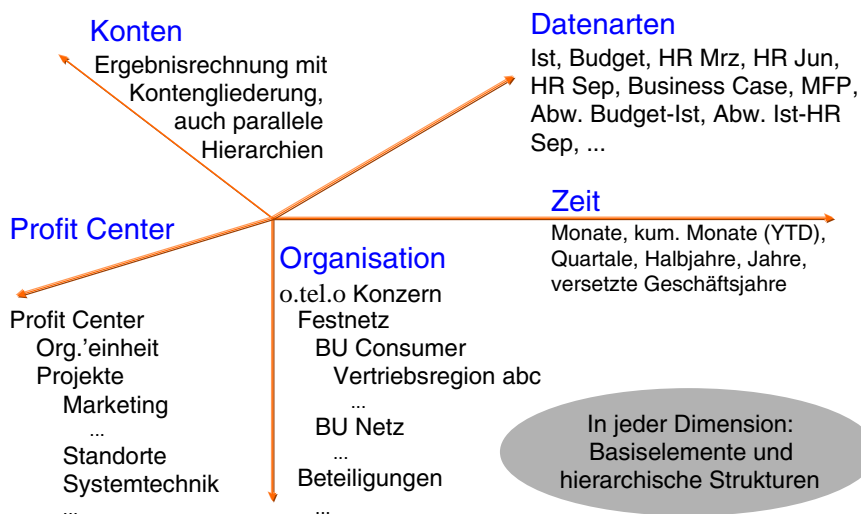 Konten
Ergebnisrechnung mit
Kontengliederung,
auch parallele
Hierarchien
Datenarten
Ist, Budget, HR Mrz, HR Jun,
HR Sep, Business Case, MFP,
Abw. Budget-Ist, Abw. Ist-HR
Sep, ...
Zeit
Monate, kum. Monate (YTD),
Quartale, Halbjahre, Jahre,
versetzte Geschäftsjahre
Profit Center
Profit Center
Org.'einheit
Projekte
Marketing
...
Standorte
Systemtechnik
...
Organisation
o.tel.o Konzern
Festnetz
BU Consumer
Vertriebsregion abc
...
BU Netz
...
Beteiligungen
...
In jeder Dimension:
Basiselemente und
hierarchische Strukturen